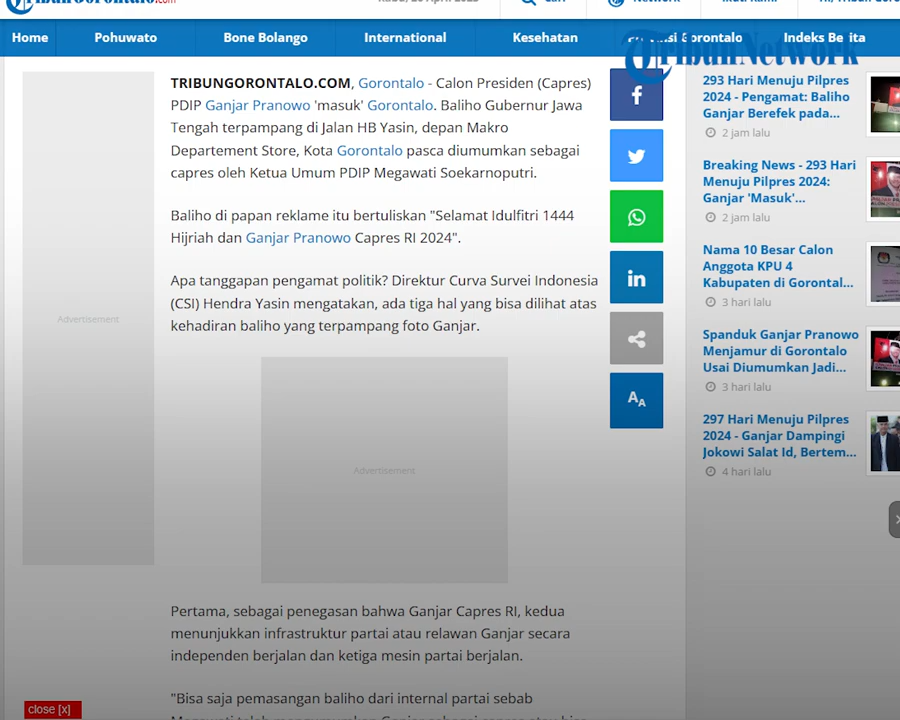 TribunGorontalo.com
Network
Home
Pohuwato
Bone Bolango
International
Kesehatan
Gorontalo
Indeks Berita
Tribun Network
TRIBUNGORONTALO.COM, Gorontalo - Calon Presiden (Capres)
PDIP Ganjar Pranowo 'masuk' Gorontalo. Baliho Gubernur Jawa
Tengah terpampang di Jalan HB Yasin, depan Makro
Departement Store, Kota Gorontalo pasca diumumkan sebagai
capres oleh Ketua Umum PDIP Megawati Soekarnoputri.
Baliho di papan reklame itu bertuliskan "Selamat Idulfitri 1444
Hijriah dan Ganjar Pranowo Capres RI 2024".
Apa tanggapan pengamat politik? Direktur Curva Survei Indonesia
(CSI) Hendra Yasin mengatakan, ada tiga hal yang bisa dilihat atas
kehadiran baliho yang terpampang foto Ganjar.
Advertisement
Advertisement
Pertama, sebagai penegasan bahwa Ganjar Capres RI, kedua
menunjukkan infrastruktur partai atau relawan Ganjar secara
independen berjalan dan ketiga mesin partai berjalan.
"Bisa saja pemasangan baliho dari internal partai sebab
close [x]
AA
293 Hari Menuju Pilpres
2024 - Pengamat: Baliho
Ganjar Berefek pada...
2 jam lalu
Breaking News - 293 Hari
Menuju Pilpres 2024:
Ganjar 'Masuk'...
2 jam lalu
Nama 10 Besar Calon
Anggota KPU 4
Kabupaten di Gorontal...
3 hari lalu
Spanduk Ganjar Pranowo
Menjamur di Gorontalo
Usai Diumumkan Jadi...
3 hari lalu
297 Hari Menuju Pilpres
2024 - Ganjar Dampingi
Jokowi Salat Id, Bertem...
4 hari lalu